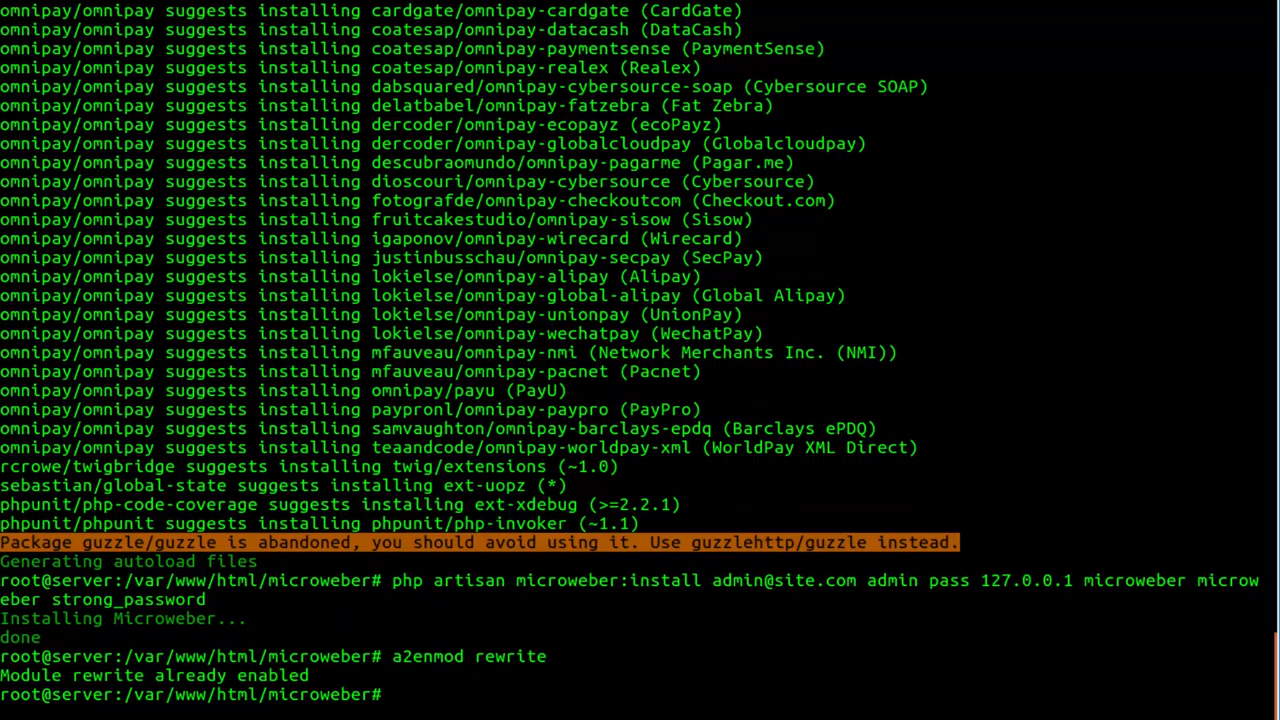 omnipay/omnipay suggests installing cardgate/omnipay-cardgate (CardGate)
omnipay/omnipay suggests installing coatesap/omnipay-datacash (DataCash)
omnipay/omnipay suggests installing coatesap/omnipay-paymentsense (PaymentSense)
omnipay/omnipay suggests installing coatesap/omnipay-realex (Realex)
omnipay/omnipay suggests installing dabsquared/omnipay-cybersource-soap (Cybersource SOAP)
omnipay/omnipay suggests installing delatbabel/omnipay-fatzebra (Fat Zebra)
omnipay/omnipay suggests installing dercoder/omnipay-ecopayz (ecoPayz)
omnipay/omnipay suggests installing dercoder/omnipay-globalcloudpay (Globalcloudpay)
omnipay/omnipay suggests installing descubraomundo/omnipay-pagarme (Pagar.me)
omnipay/omnipay suggests installing dioscouri/omnipay-cybersource (Cybersource)
omnipay/omnipay suggests installing fotografde/omnipay-checkoutcom (Checkout.com)
omnipay/omnipay suggests installing fruitcakestudio/omnipay-sisow (Sisow)
omnipay/omnipay suggests installing igaponov/omnipay-wirecard (Wirecard)
omnipay/omnipay suggests installing justinbusschau/omnipay-secpay (SecPay)
omnipay/omnipay suggests installing lokielse/omnipay-alipay (Alipay)
omnipay/omnipay suggests installing lokielse/omnipay-global-alipay (Global Alipay)
omnipay/omnipay suggests installing lokielse/omnipay-unionpay (UnionPay)
omnipay/omnipay suggests installing lokielse/omnipay-wechatpay (WechatPay)
omnipay/omnipay suggests installing mfauveau/omnipay-nmi (Network Merchants Inc. (NMI))
omnipay/omnipay suggests installing mfauveau/omnipay-pacnet (Pacnet)
omnipay/omnipay suggests installing omnipay/payu (PayU)
omnipay/omnipay suggests installing paypronl/omnipay-paypro (PayPro)
omnipay/omnipay suggests installing samvaughton/omnipay-barclays-epdq (Barclays ePDQ)
omnipay/omnipay suggests installing teaandcode/omnipay-worldpay-xml (WorldPay XML Direct)
rcrowe/twigbridge suggests installing twig/extensions (~1.0)
sebastian/global-state suggests installing ext-uopz (*)
phpunit/php-code-coverage suggests installing ext-xdebug (>=2.2.1)
phpunit/phpunit suggests installing phpunit/php-invoker (~1.1)
Package guzzle/guzzle is abandoned, you should avoid using it. Use guzzlehttp/guzzle instead.
Generating autoload files
root@server:/var/www/html/microweber# php artisan microweber:install admin@site.com admin pass 127.0.0.1 microweber microw
eber strong_password
Installing Microweber...
done
root@server:/var/www/html/microweber# a2enmod rewrite
Module rewrite already enabled
root@server:/var/www/html/microweber#